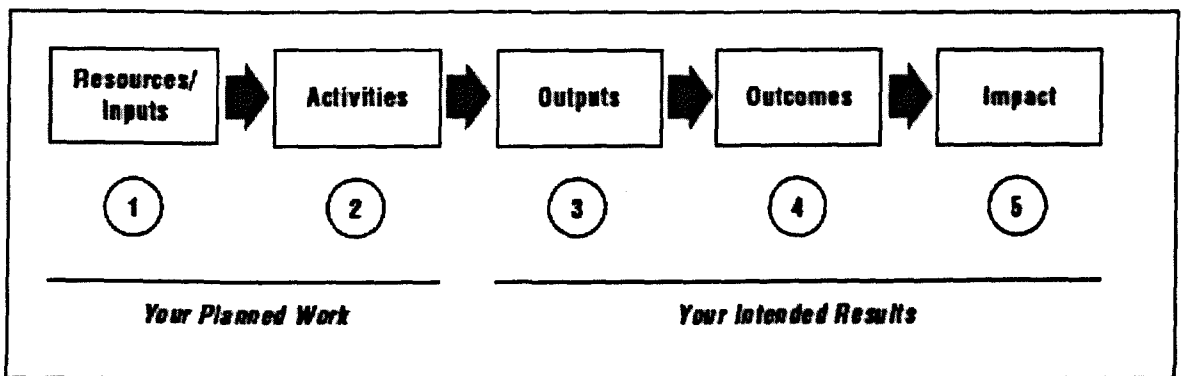 Resources/
Inputs
Activities
Outputs
Outcomes
Impact
1
2
3
4
5
Your Planned Work
Your Intended Results